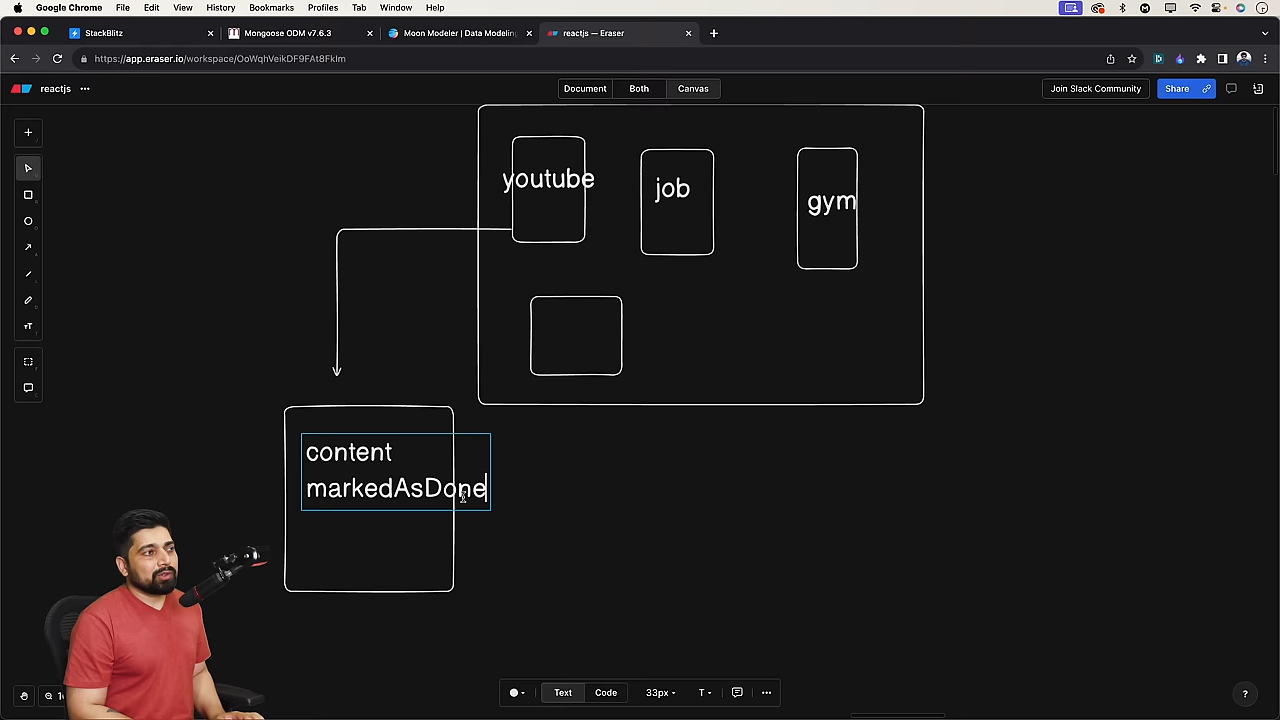 Google Chrome File Edit View History Bookmarks Profiles Tab Window Help
StackBlitz
Mongoose ODM v7.6.3
Moon Modeler | Data Modeling
reactjs — Eraser
https://app.eraser.io/workspace/OoWqhVeikDF9FAt8FkIm
reactjs
Document Both Canvas
Join Slack Community
Share
youtube
job
gym
content
markedAsDone
Text Code 33px T
?